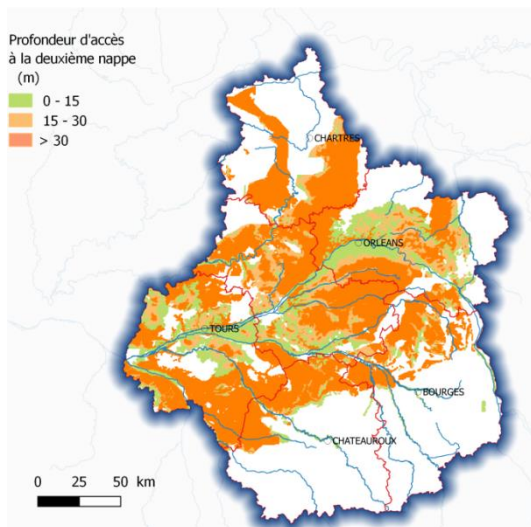 Profondeur d'accès
à la deuxième nappe
(m)
0 - 15
15 - 30
> 30
CHARTRES
ORLEANS
TOURS
BOURGES
CHATEAUROUX
0 25 50 km